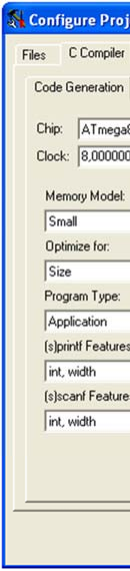 Configure Proj
Files C Compiler
Code Generation
Chip: ATmega8
Clock: 8,000000
Memory Model:
Small
Optimize for:
Size
Program Type:
Application
(s)printf Features
int, width
(s)scanf Features
int, width